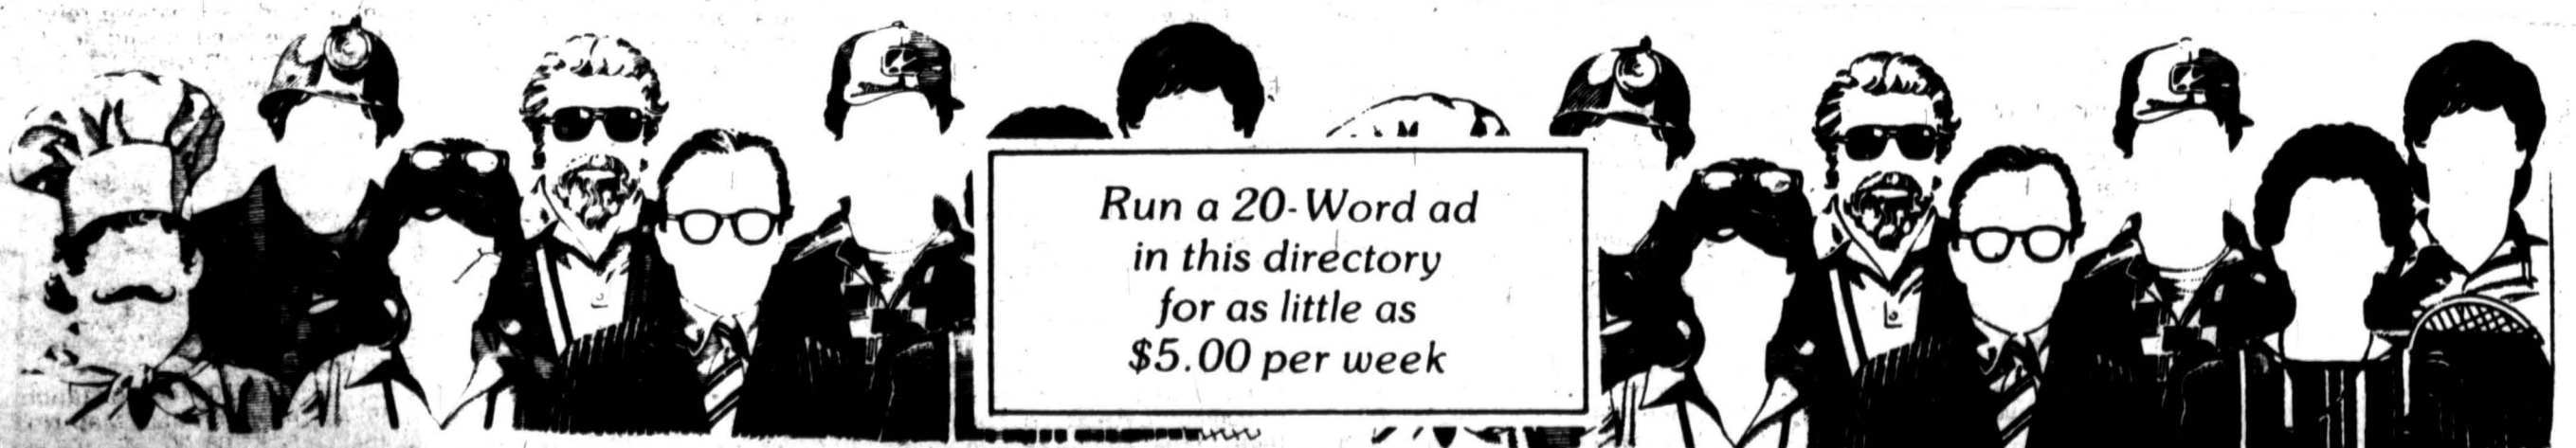 Run a 20-Word ad
in this directory
for as little as
$5.00 per week